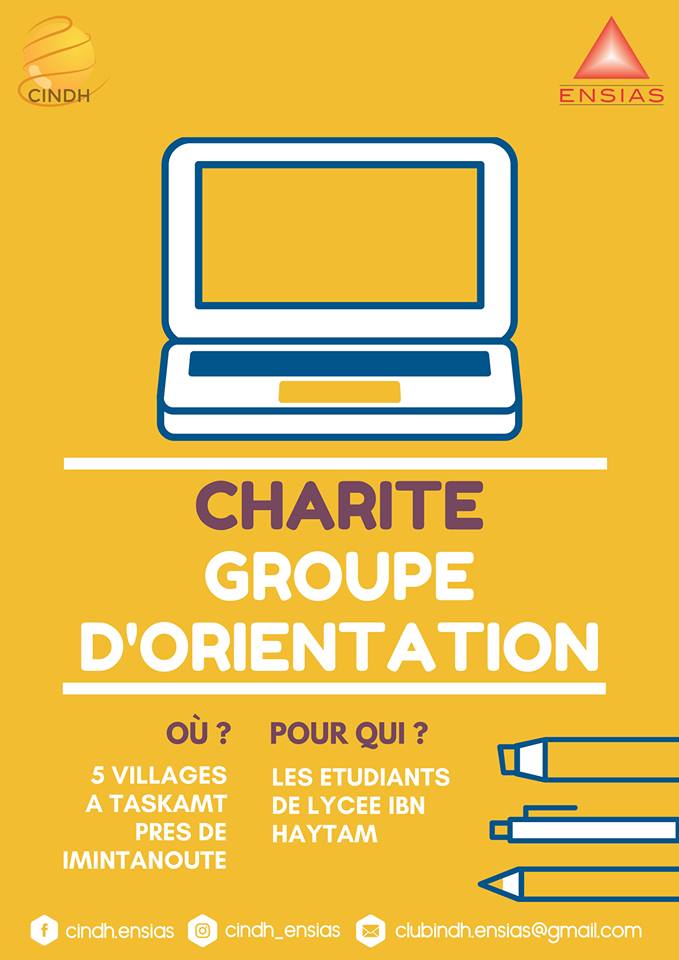 CINDH
ENSIAS
CHARITE
GROUPE
D'ORIENTATION
OÙ ?
5 VILLAGES
A TASKAMT
PRES DE
IMINTANOUTE
POUR QUI ?
LES ETUDIANTS
DE LYCEE IBN
HAYTAM
cindh.ensias
cindh_ensias
clubindh.ensias@gmail.com